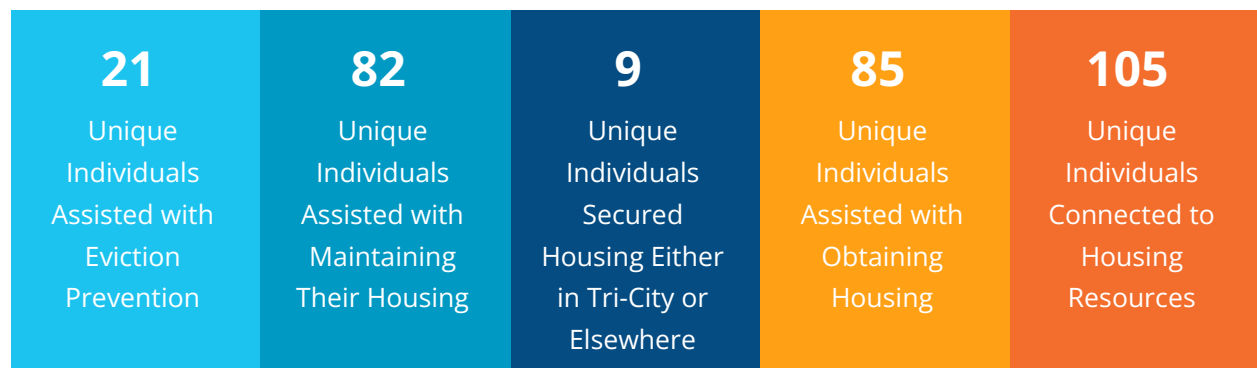 21
Unique
Individuals
Assisted with
Eviction
Prevention
82
Unique
Individuals
Assisted with
Maintaining
Their Housing
9
Unique
Individuals
Secured
Housing Either
in Tri-City or
Elsewhere
85
Unique
Individuals
Assisted with
Obtaining
Housing
105
Unique
Individuals
Connected to
Housing
Resources